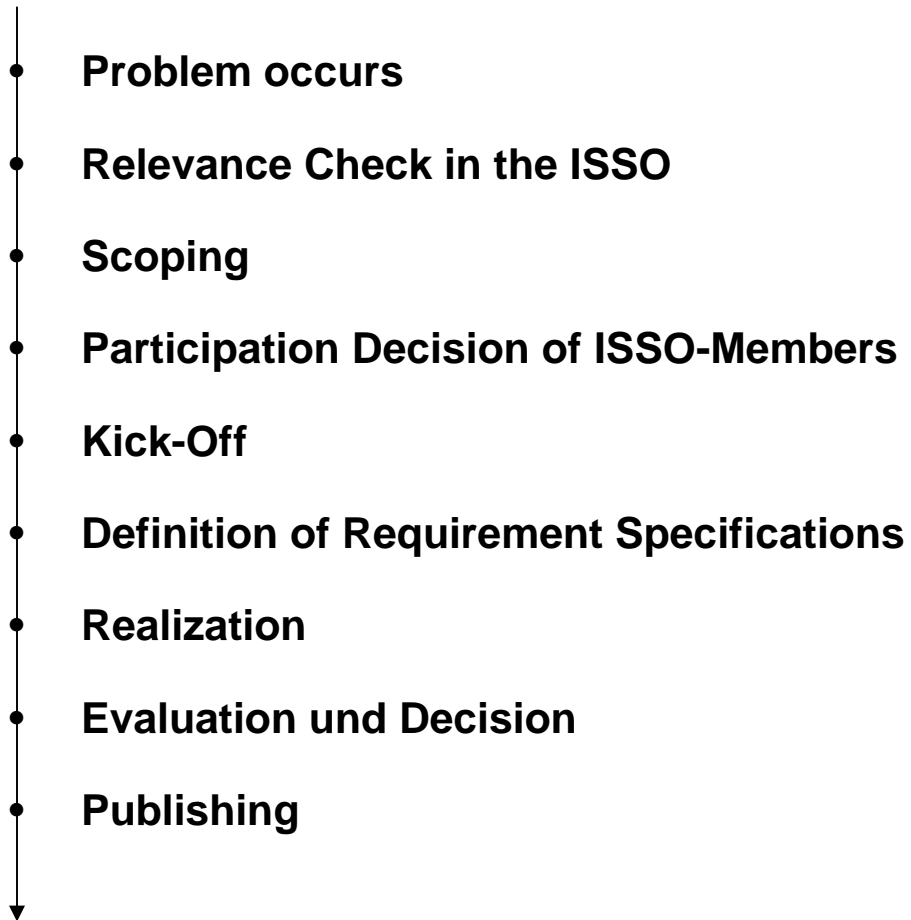 Problem occurs
Relevance Check in the ISSO
Scoping
Participation Decision of ISSO-Members
Kick-Off
Definition of Requirement Specifications
Realization
Evaluation und Decision
Publishing